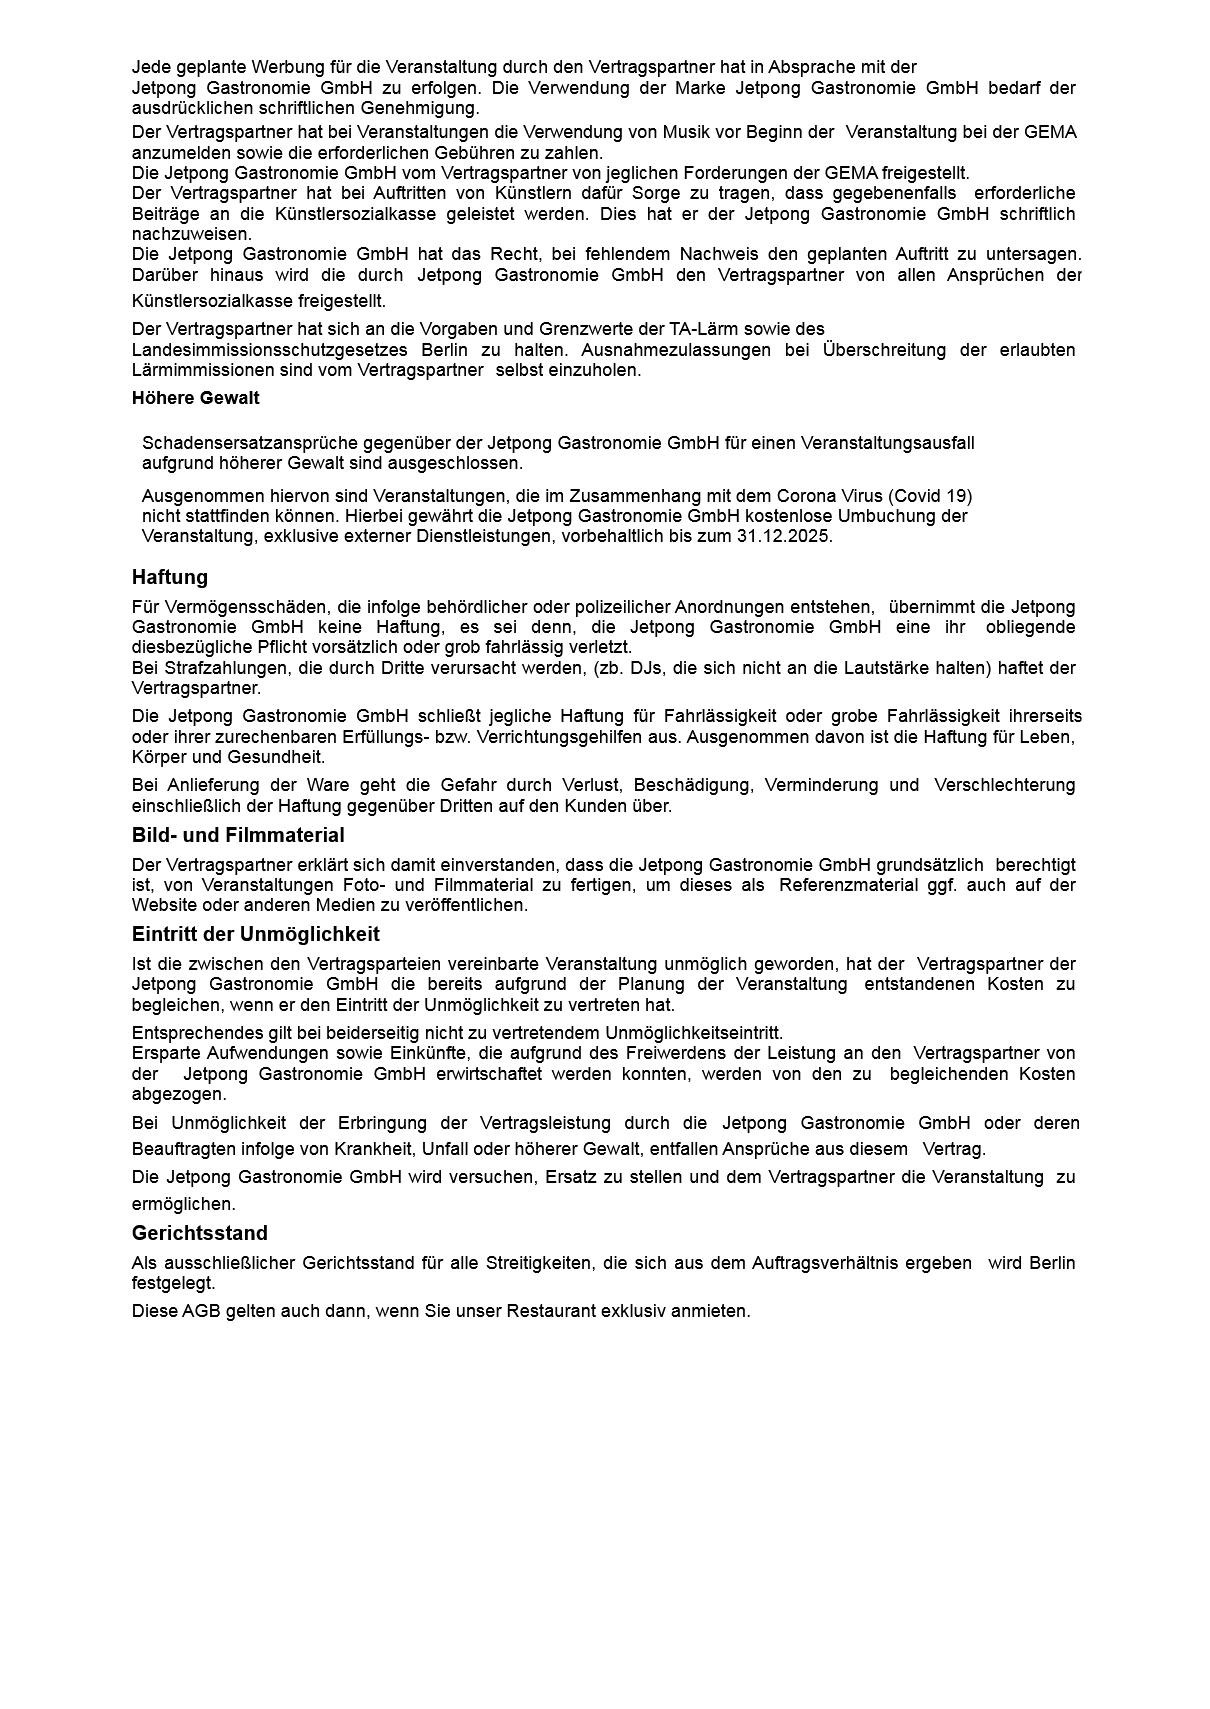 Jede geplante Werbung für die Veranstaltung durch den Vertragspartner hat in Absprache mit der
Jetpong Gastronomie GmbH zu erfolgen. Die Verwendung der Marke Jetpong Gastronomie GmbH bedarf der
ausdrücklichen schriftlichen Genehmigung.
Der Vertragspartner hat bei Veranstaltungen die Verwendung von Musik vor Beginn der Veranstaltung bei der GEMA
anzumelden sowie die erforderlichen Gebühren zu zahlen.
Die Jetpong Gastronomie GmbH vom Vertragspartner von jeglichen Forderungen der GEMA freigestellt.
Der Vertragspartner hat bei Auftritten von Künstlern dafür Sorge zu tragen, dass gegebenenfalls erforderliche
Beiträge an die Künstlersozialkasse geleistet werden. Dies hat er der Jetpong Gastronomie GmbH schriftlich
nachzuweisen.
Die Jetpong Gastronomie GmbH hat das Recht, bei fehlendem Nachweis den geplanten Auftritt zu untersagen.
Darüber hinaus wird die durch Jetpong Gastronomie GmbH den Vertragspartner von allen Ansprüchen der
Künstlersozialkasse freigestellt.
Der Vertragspartner hat sich an die Vorgaben und Grenzwerte der TA-Lärm sowie des
Landesimmissionsschutzgesetzes Berlin zu halten. Ausnahmezulassungen bei Überschreitung der erlaubten
Lärmimmissionen sind vom Vertragspartner selbst einzuholen.
Höhere Gewalt
Schadensersatzansprüche gegenüber der Jetpong Gastronomie GmbH für einen Veranstaltungsausfall
aufgrund höherer Gewalt sind ausgeschlossen.
Ausgenommen hiervon sind Veranstaltungen, die im Zusammenhang mit dem Corona Virus (Covid 19)
nicht stattfinden können. Hierbei gewährt die Jetpong Gastronomie GmbH kostenlose Umbuchung der
Veranstaltung, exklusive externer Dienstleistungen, vorbehaltlich bis zum 31.12.2025.
Haftung
Für Vermögensschäden, die infolge behördlicher oder polizeilicher Anordnungen entstehen, übernimmt die Jetpong
Gastronomie GmbH keine Haftung, es sei denn, die Jetpong Gastronomie GmbH eine ihr obliegende
diesbezügliche Pflicht vorsätzlich oder grob fahrlässig verletzt.
Bei Strafzahlungen, die durch Dritte verursacht werden, (zb. DJs, die sich nicht an die Lautstärke halten) haftet der
Vertragspartner.
Die Jetpong Gastronomie GmbH schließt jegliche Haftung für Fahrlässigkeit oder grobe Fahrlässigkeit ihrerseits
oder ihrer zurechenbaren Erfüllungs- bzw. Verrichtungsgehilfen aus. Ausgenommen davon ist die Haftung für Leben,
Körper und Gesundheit.
Bei Anlieferung der Ware geht die Gefahr durch Verlust, Beschädigung, Verminderung und Verschlechterung
einschließlich der Haftung gegenüber Dritten auf den Kunden über.
Bild- und Filmmaterial
Der Vertragspartner erklärt sich damit einverstanden, dass die Jetpong Gastronomie GmbH grundsätzlich berechtigt
ist, von Veranstaltungen Foto- und Filmmaterial zu fertigen, um dieses als Referenzmaterial ggf. auch auf der
Website oder anderen Medien zu veröffentlichen.
Eintritt der Unmöglichkeit
Ist die zwischen den Vertragsparteien vereinbarte Veranstaltung unmöglich geworden, hat der Vertragspartner der
Jetpong Gastronomie GmbH die bereits aufgrund der Planung der Veranstaltung entstandenen Kosten zu
begleichen, wenn er den Eintritt der Unmöglichkeit zu vertreten hat.
Entsprechendes gilt bei beiderseitig nicht zu vertretendem Unmöglichkeitseintritt.
Ersparte Aufwendungen sowie Einkünfte, die aufgrund des Freiwerdens der Leistung an den Vertragspartner von
der Jetpong Gastronomie GmbH erwirtschaftet werden konnten, werden von den zu begleichenden Kosten
abgezogen.
Bei Unmöglichkeit der Erbringung der Vertragsleistung durch die Jetpong Gastronomie GmbH oder deren
Beauftragten infolge von Krankheit, Unfall oder höherer Gewalt, entfallen Ansprüche aus diesem Vertrag.
Die Jetpong Gastronomie GmbH wird versuchen, Ersatz zu stellen und dem Vertragspartner die Veranstaltung zu
ermöglichen.
Gerichtsstand
Als ausschließlicher Gerichtsstand für alle Streitigkeiten, die sich aus dem Auftragsverhältnis ergeben wird Berlin
festgelegt.
Diese AGB gelten auch dann, wenn Sie unser Restaurant exklusiv anmieten.